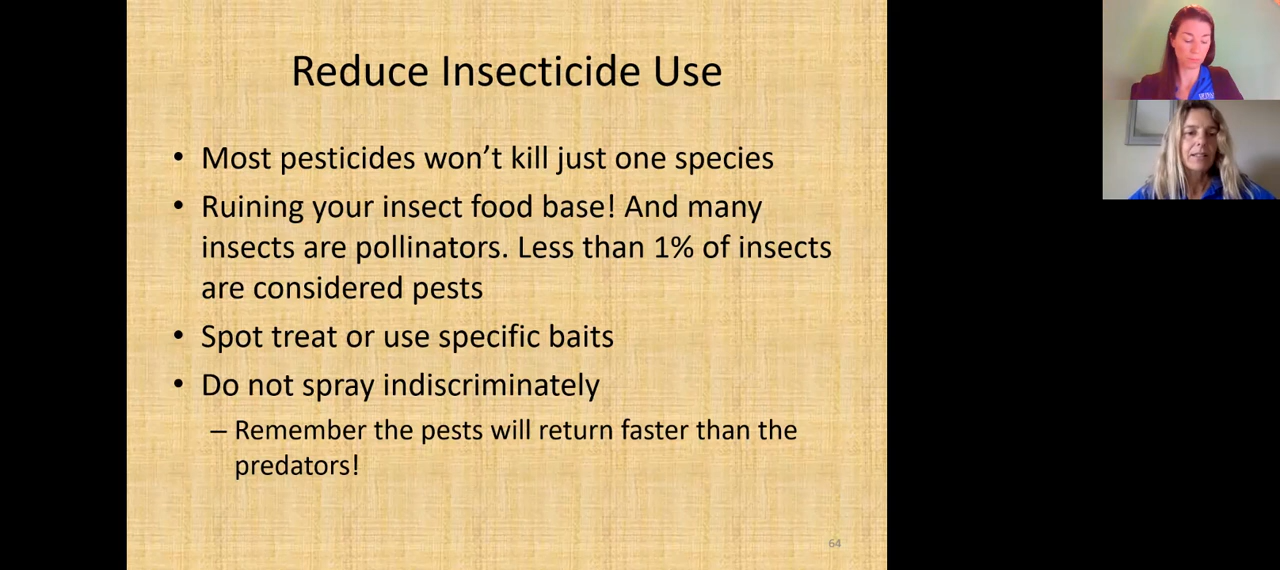 Reduce Insecticide Use
• Most pesticides won’t kill just one species
• Ruining your insect food base! And many
insects are pollinators. Less than 1% of insects
are considered pests
• Spot treat or use specific baits
• Do not spray indiscriminately
– Remember the pests will return faster than the
predators!
64